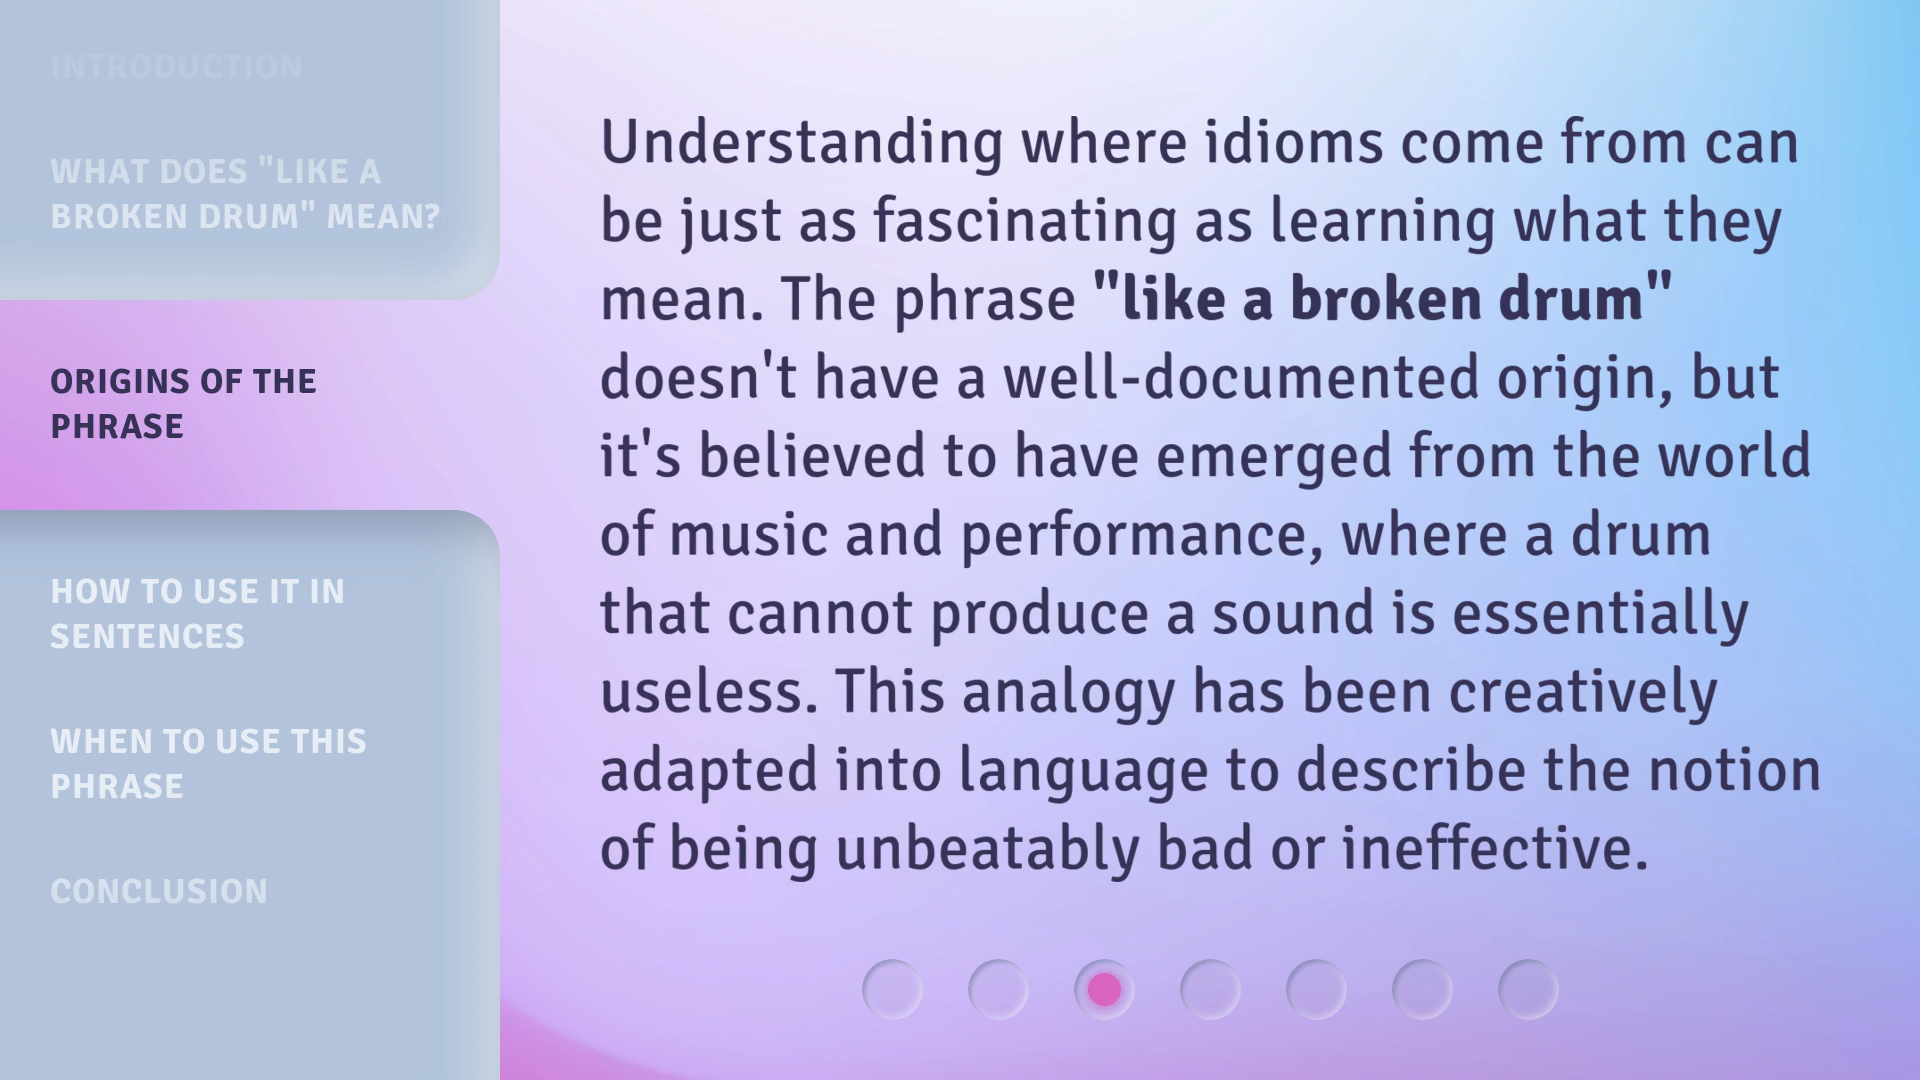 INTRODUCTION
WHAT DOES "LIKE A
BROKEN DRUM" MEAN?
ORIGINS OF THE
PHRASE
HOW TO USE IT IN
SENTENCES
WHEN TO USE THIS
PHRASE
CONCLUSION
Understanding where idioms come from can
be just as fascinating as learning what they
mean. The phrase "like a broken drum"
doesn't have a well-documented origin, but
it's believed to have emerged from the world
of music and performance, where a drum
that cannot produce a sound is essentially
useless. This analogy has been creatively
adapted into language to describe the notion
of being unbeatably bad or ineffective.